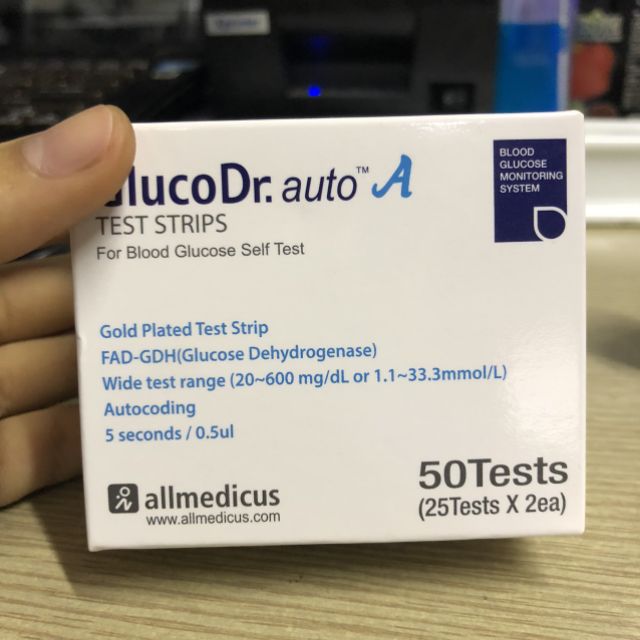 GlucoDr. auto™ A
TEST STRIPS
For Blood Glucose Self Test
BLOOD
GLUCOSE
MONITORING
SYSTEM
Gold Plated Test Strip
FAD-GDH(Glucose Dehydrogenase)
Wide test range (20~600 mg/dL or 1.1~33.3mmol/L)
Autocoding
5 seconds / 0.5ul
allmedicus
www.allmedicus.com
50Tests
(25Tests X 2ea)